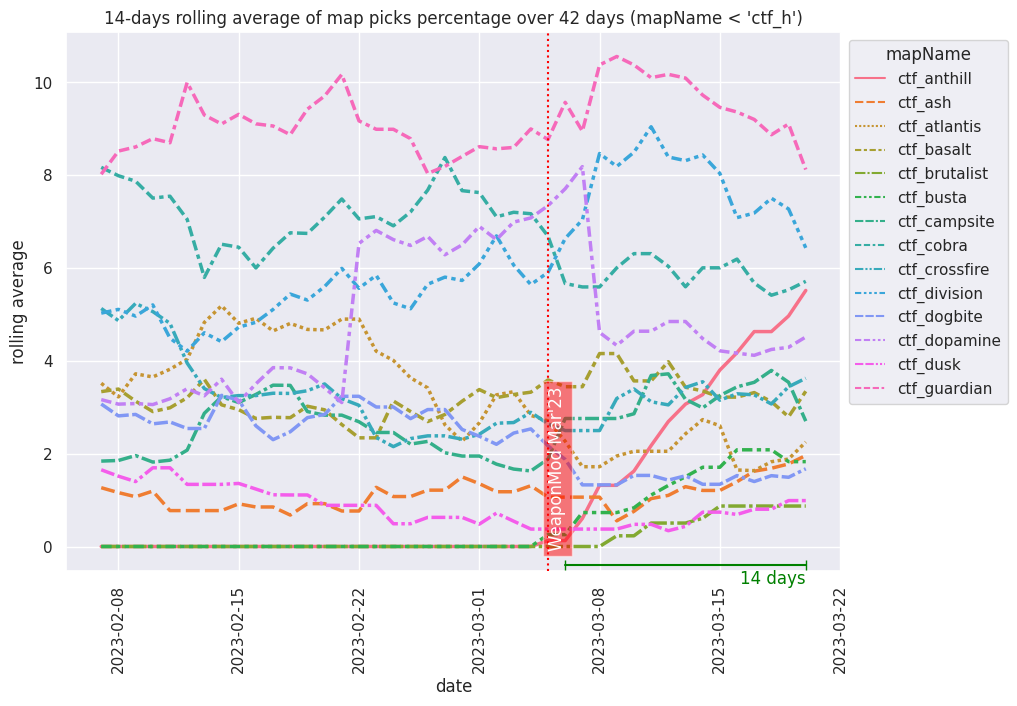 14-days rolling average of map picks percentage over 42 days (mapName < 'ctf_h')
mapName
ctf_anthill
ctf_ash
ctf_atlantis
ctf_basalt
ctf_brutalist
ctf_busta
ctf_campsite
ctf_cobra
ctf_crossfire
ctf_division
ctf_dogbite
ctf_dopamine
ctf_dusk
ctf_guardian
rolling average
10
8
6
4
2
0
WeaponMod Mar '23
14 days
2023-02-08
2023-02-15
2023-02-22
2023-03-01
2023-03-08
2023-03-15
2023-03-22
date